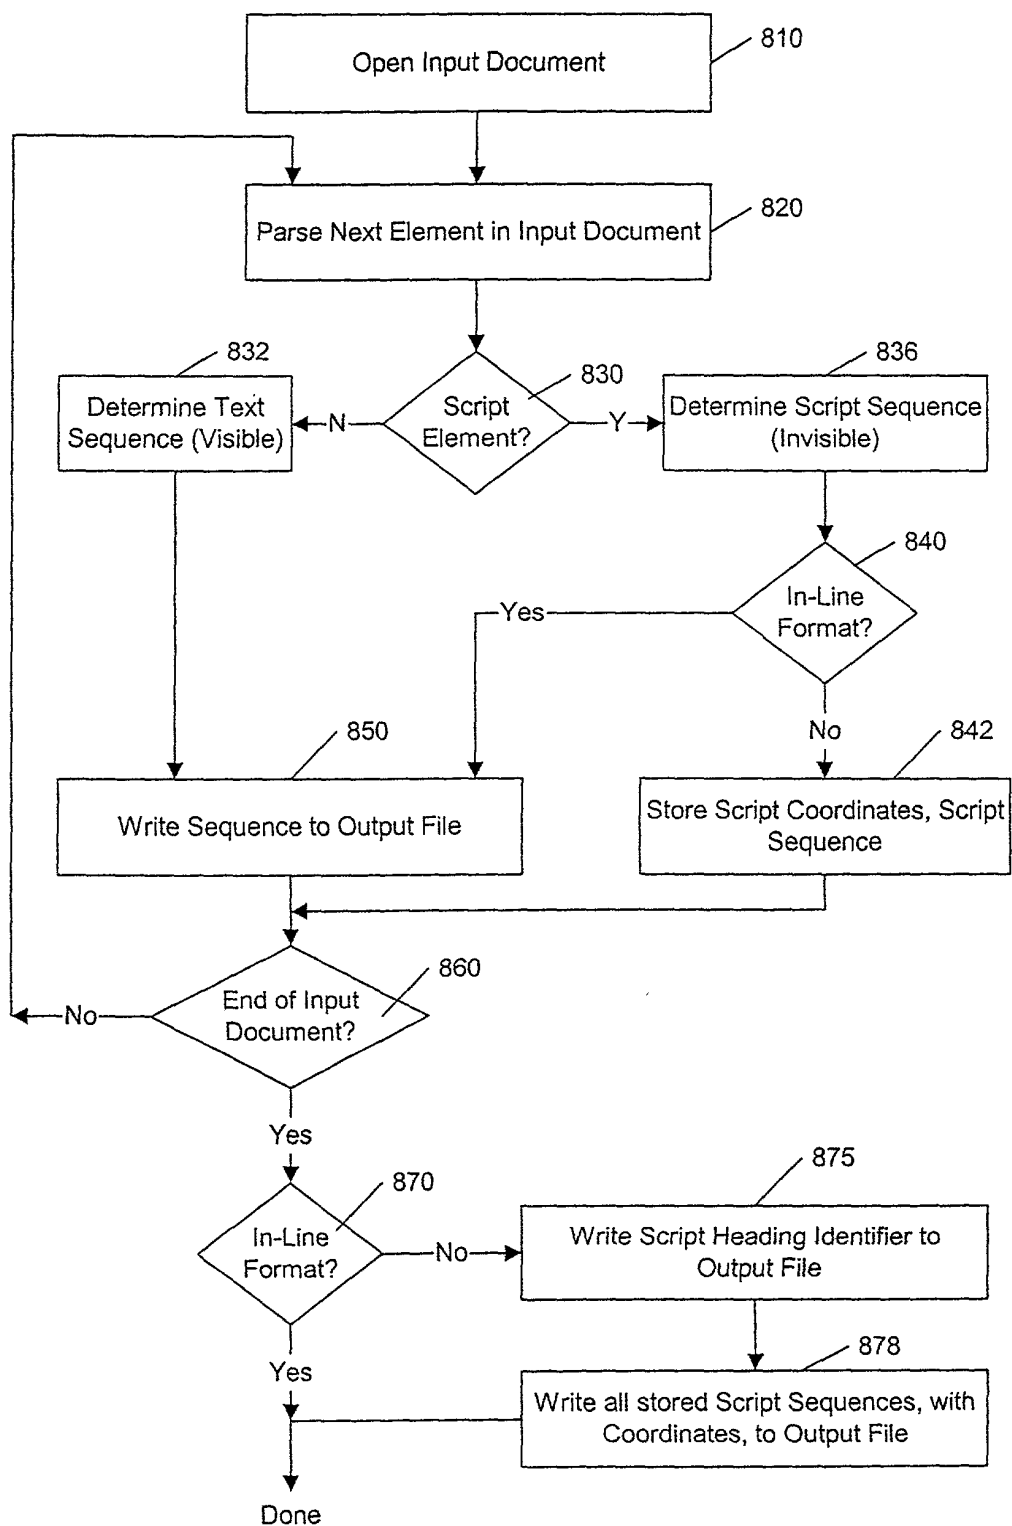 810
Open Input Document
820
Parse Next Element in Input Document
832
830
836
Determine Text
Sequence (Visible)
N
Script
Element?
Y
Determine Script Sequence
(Invisible)
840
In-Line
Format?
Yes
No
850
842
Write Sequence to Output File
Store Script Coordinates, Script
Sequence
860
End of Input
Document?
No
Yes
870
875
In-Line
Format?
No
Write Script Heading Identifier to
Output File
878
Yes
Write all stored Script Sequences, with
Coordinates, to Output File
Done